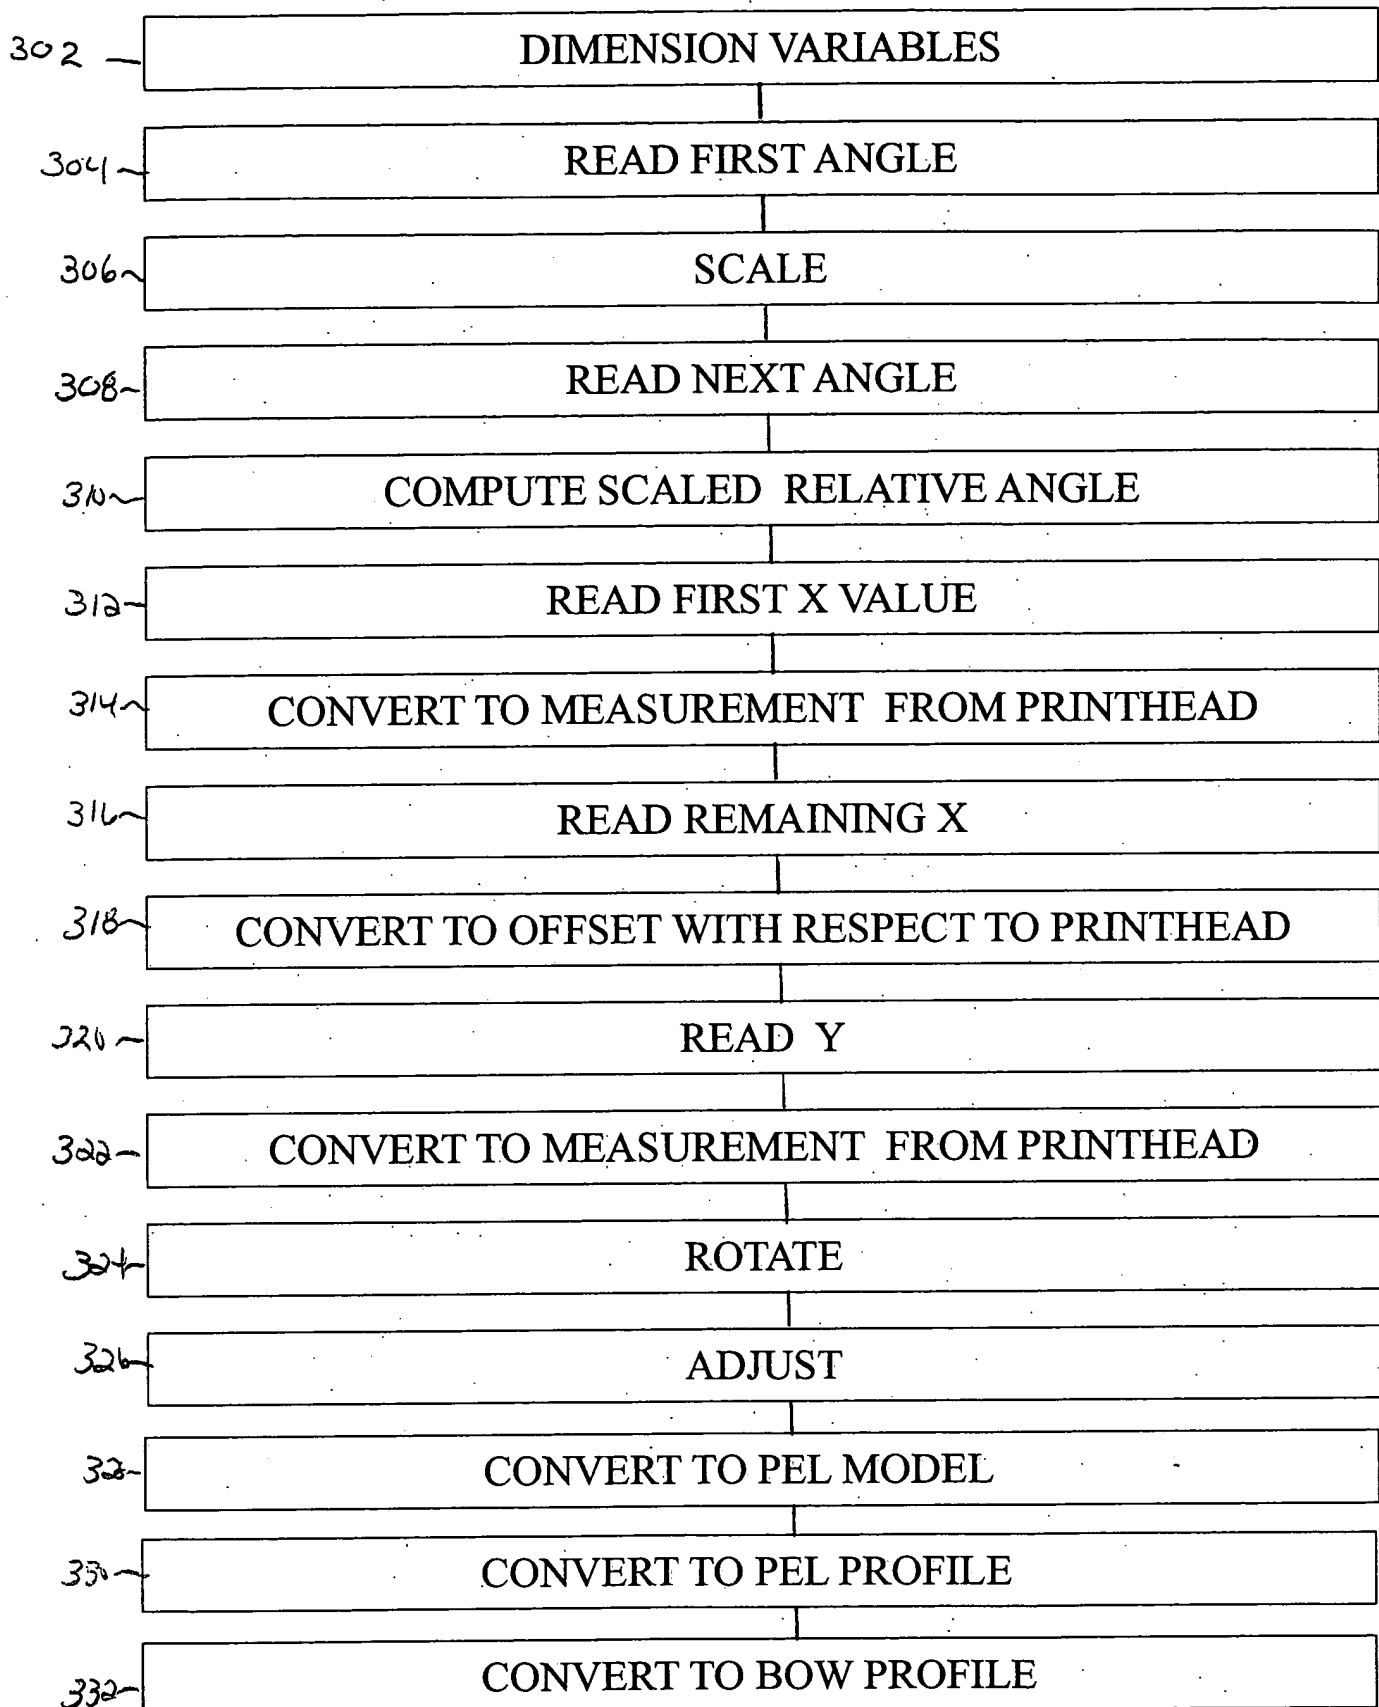 302 DIMENSION VARIABLES
304 READ FIRST ANGLE
306 SCALE
308 READ NEXT ANGLE
310 COMPUTE SCALED RELATIVE ANGLE
312 READ FIRST X VALUE
314 CONVERT TO MEASUREMENT FROM PRINTHEAD
316 READ REMAINING X
318 CONVERT TO OFFSET WITH RESPECT TO PRINTHEAD
320 READ Y
322 CONVERT TO MEASUREMENT FROM PRINTHEAD
324 ROTATE
326 ADJUST
328 CONVERT TO PEL MODEL
330 CONVERT TO PEL PROFILE
332 CONVERT TO BOW PROFILE